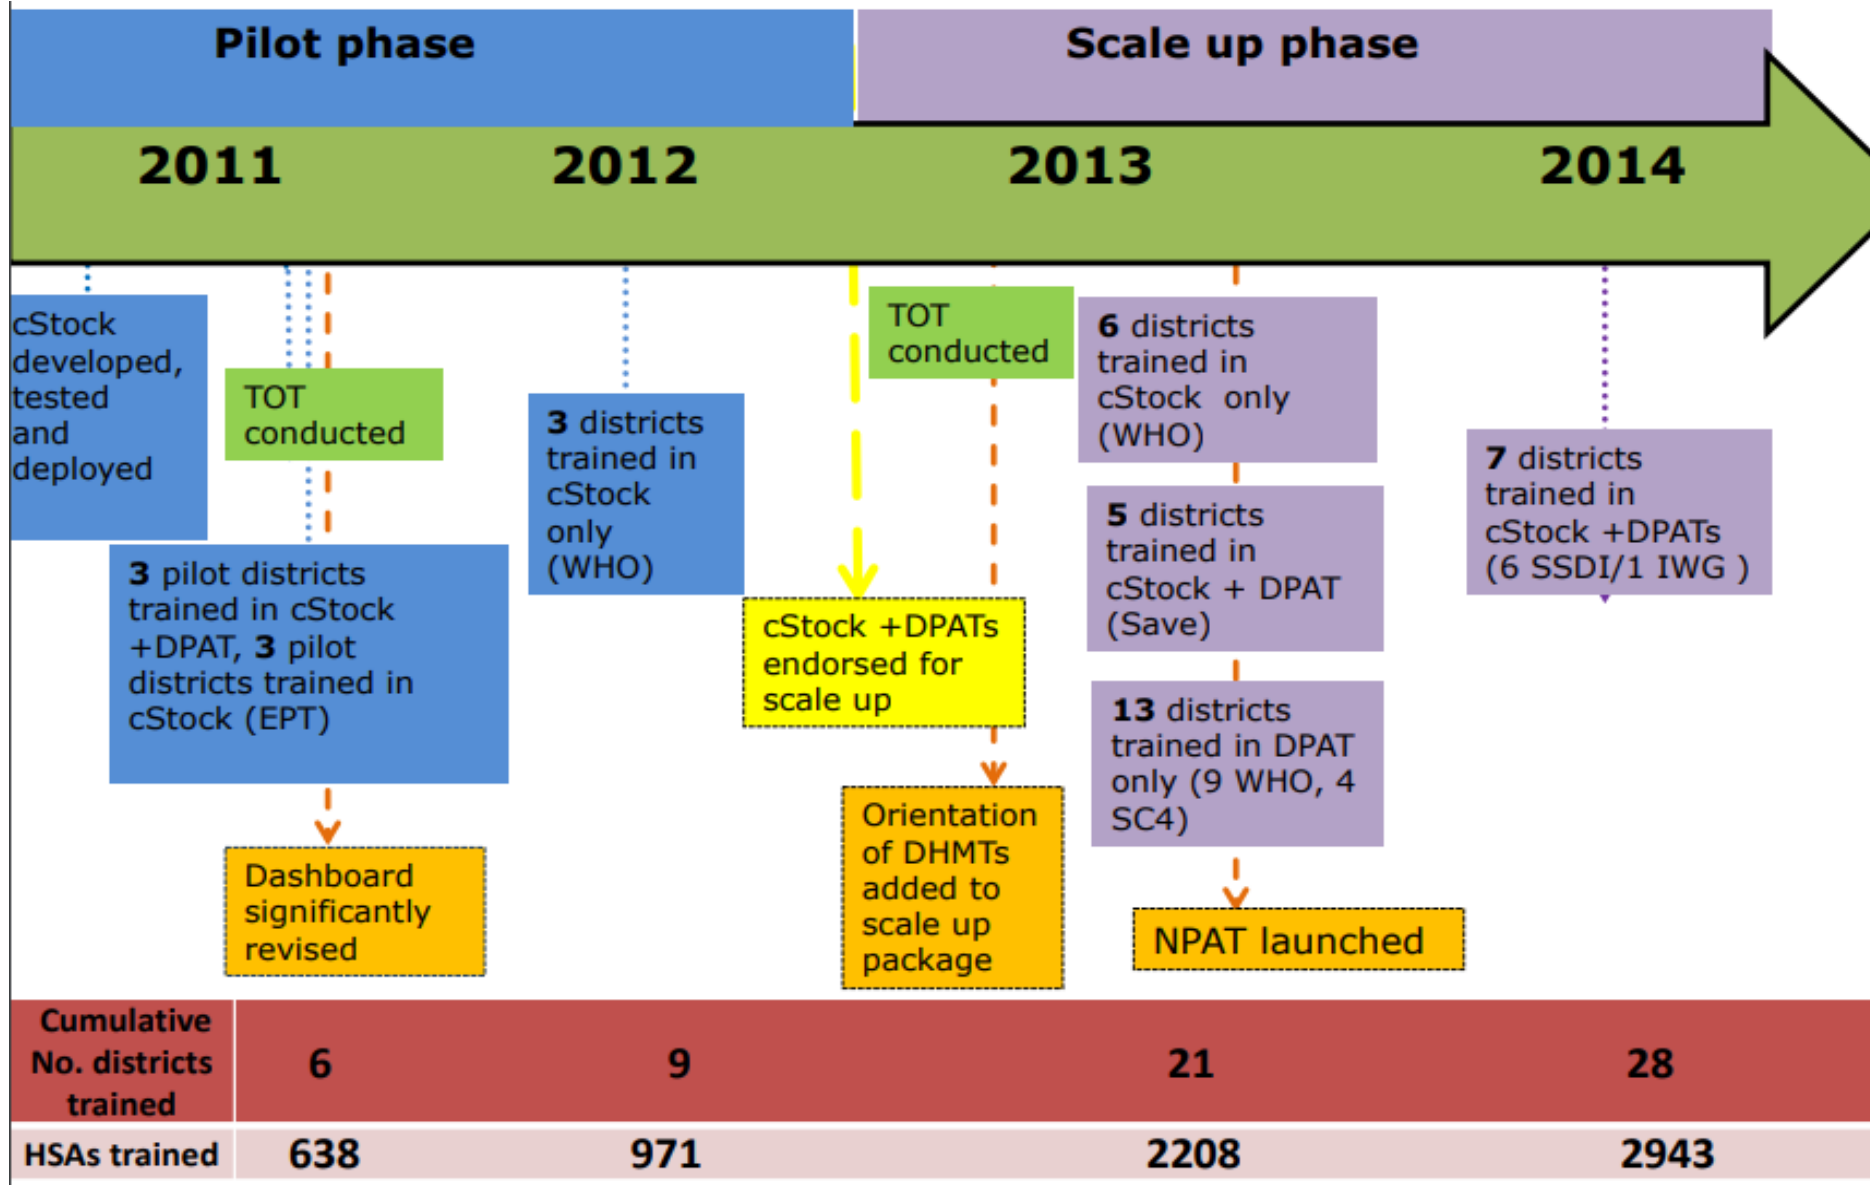 Pilot phase
Scale up phase
2011
2012
2013
2014
cStock
developed,
tested
and
deployed
TOT
conducted
3 pilot districts
trained in cStock
+DPAT, 3 pilot
districts trained in
cStock (EPT)
Dashboard
significantly
revised
3 districts
trained in
cStock
only
(WHO)
cStock +DPATs
endorsed for
scale up
TOT
conducted
Orientation
of DHMTs
added to
scale up
package
6 districts
trained in
cStock only
(WHO)
5 districts
trained in
cStock + DPAT
(Save)
13 districts
trained in DPAT
only (9 WHO, 4
SC4)
NPAT launched
7 districts
trained in
cStock +DPATs
(6 SSDI/1 IWG )
Cumulative
No. districts
trained
6
9
21
28
HSAs trained
638
971
2208
2943